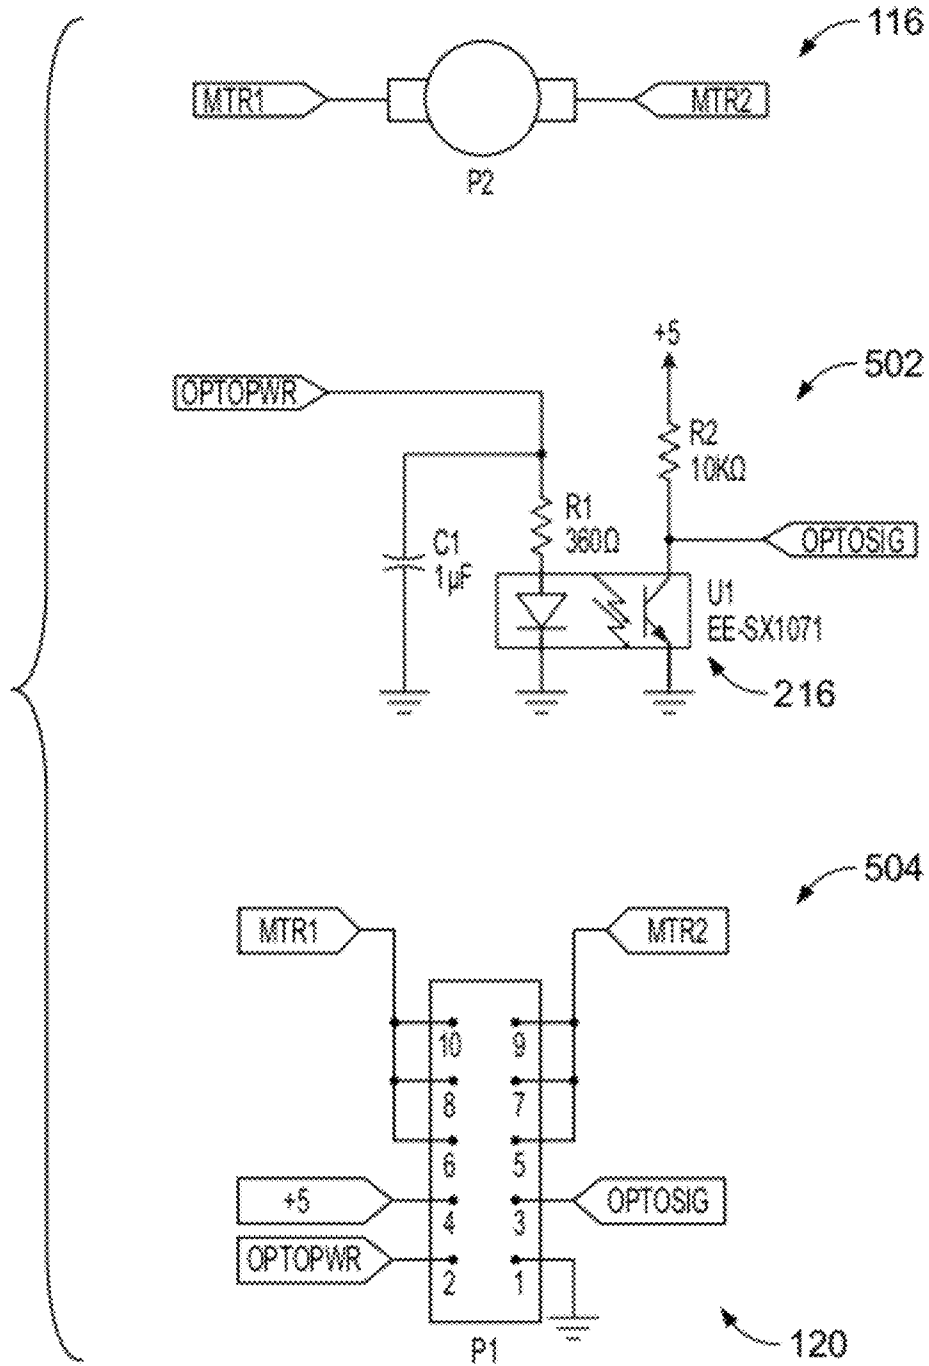 116
MTR1
MTR2
P2
+5
502
OPTOPWR
R2
10KΩ
R1
360Ω
OPTOSIG
C1
1µF
U1
EE-SX1071
216
504
MTR1
MTR2
10
9
8
7
6
5
+5
OPTOSIG
4
3
OPTOPWR
2
1
P1
120